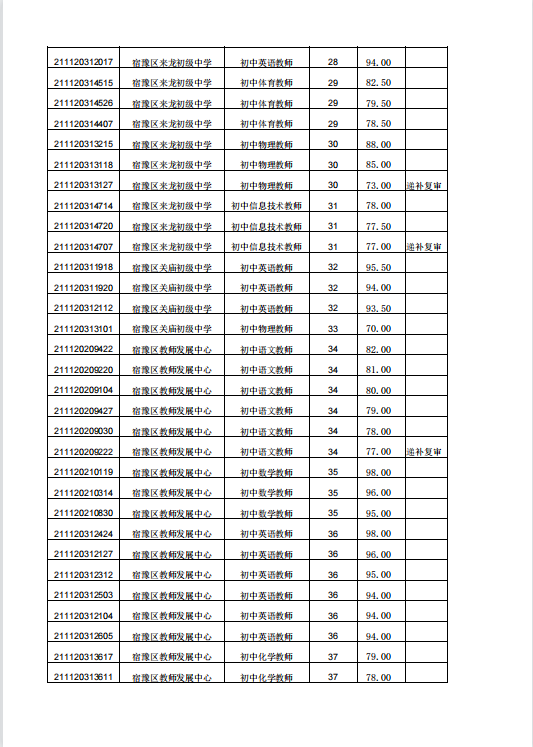 211120312017 宿豫区来龙初级中学 初中英语教师 28 94.00
211120314515 宿豫区来龙初级中学 初中体育教师 29 82.50
211120314526 宿豫区来龙初级中学 初中体育教师 29 79.50
211120314407 宿豫区来龙初级中学 初中体育教师 29 78.50
211120313215 宿豫区来龙初级中学 初中物理教师 30 88.00
211120313118 宿豫区来龙初级中学 初中物理教师 30 85.00
211120313127 宿豫区来龙初级中学 初中物理教师 30 73.00 递补复审
211120314714 宿豫区来龙初级中学 初中信息技术教师 31 78.00
211120314720 宿豫区来龙初级中学 初中信息技术教师 31 77.50
211120314707 宿豫区来龙初级中学 初中信息技术教师 31 77.00 递补复审
211120311918 宿豫区关庙初级中学 初中英语教师 32 95.50
211120311920 宿豫区关庙初级中学 初中英语教师 32 94.00
211120312112 宿豫区关庙初级中学 初中英语教师 32 93.50
211120313101 宿豫区关庙初级中学 初中物理教师 33 70.00
211120209422 宿豫区教师发展中心 初中语文教师 34 82.00
211120209220 宿豫区教师发展中心 初中语文教师 34 81.00
211120209104 宿豫区教师发展中心 初中语文教师 34 80.00
211120209427 宿豫区教师发展中心 初中语文教师 34 79.00
211120209030 宿豫区教师发展中心 初中语文教师 34 78.00
211120209222 宿豫区教师发展中心 初中语文教师 34 77.00 递补复审
211120210119 宿豫区教师发展中心 初中数学教师 35 98.00
211120210314 宿豫区教师发展中心 初中数学教师 35 96.00
211120210830 宿豫区教师发展中心 初中数学教师 35 95.00
211120312424 宿豫区教师发展中心 初中英语教师 36 98.00
211120312127 宿豫区教师发展中心 初中英语教师 36 96.00
211120312312 宿豫区教师发展中心 初中英语教师 36 95.00
211120312503 宿豫区教师发展中心 初中英语教师 36 94.00
211120312104 宿豫区教师发展中心 初中英语教师 36 94.00
211120312605 宿豫区教师发展中心 初中英语教师 36 94.00
211120313617 宿豫区教师发展中心 初中化学教师 37 79.00
211120313611 宿豫区教师发展中心 初中化学教师 37 78.00